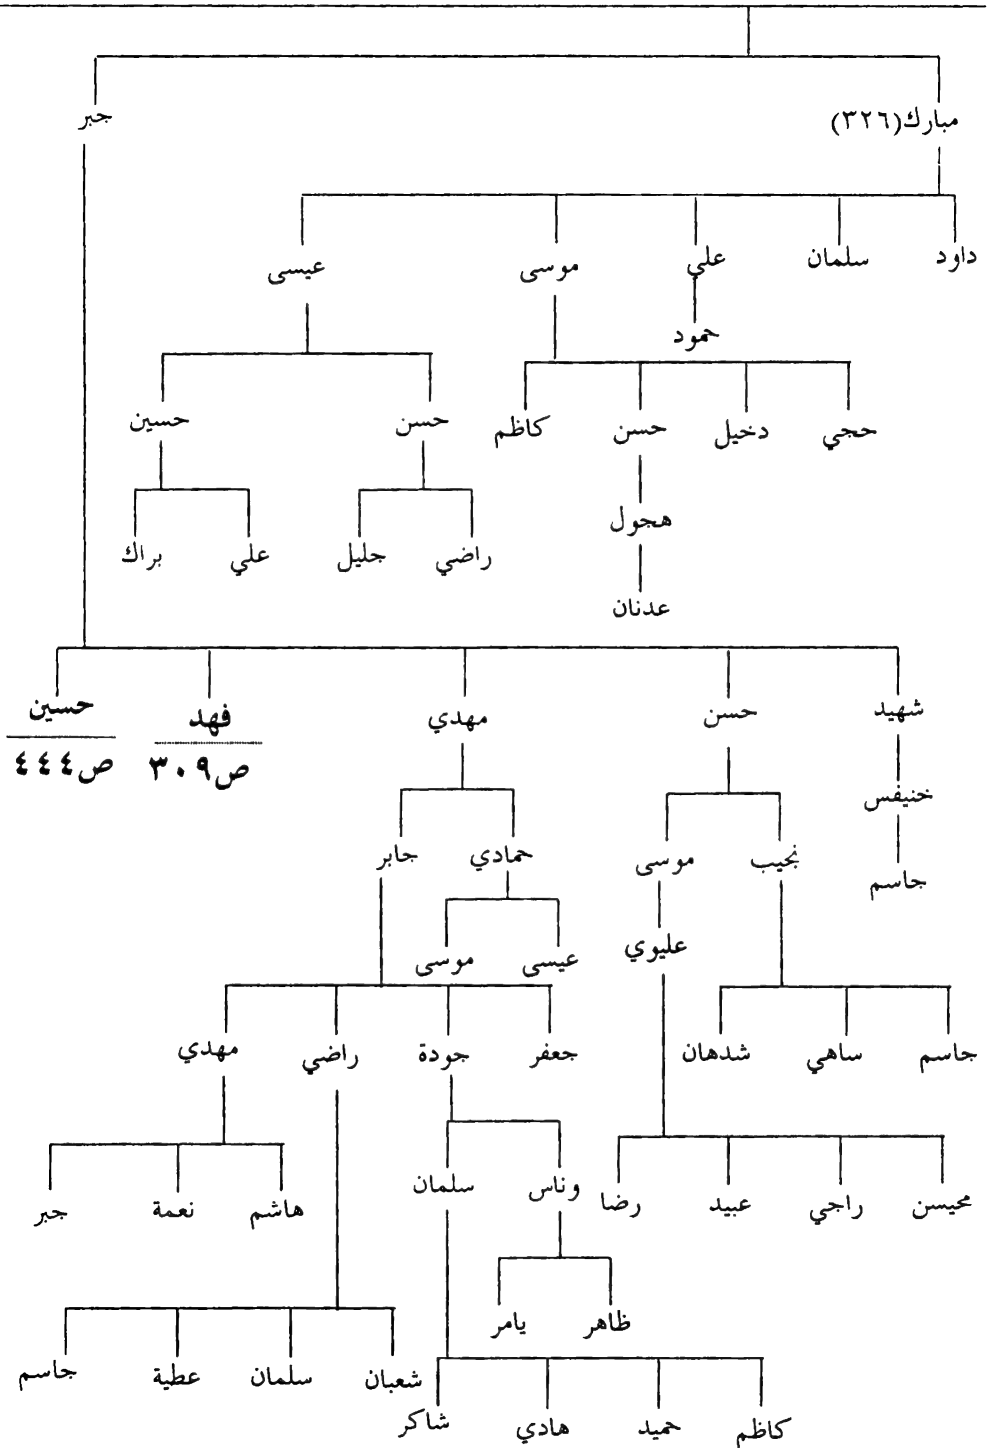 مبارك(٣٢٦) جبر
داود سلمان علي موسى عيسى
حمود
حجي دخيل حسن كاظم حسن حسين
هجول
راضي جليل علي براك
عدنان
شهيد حسن مهدي فهد حسين
ص٣٠٩ ص٤٤٤
خنيفس
نجيب موسى حمادي جابر
جاسم
عليوي عيسى موسى
جاسم ساهي شدهان جعفر جودة راضي مهدي
محيسن راجي عبيد رضا وناس سلمان هاشم نعمة جبر
ظاهر يامر
شعبان سلمان عطية جاسم
كاظم حميد هادي شاكر